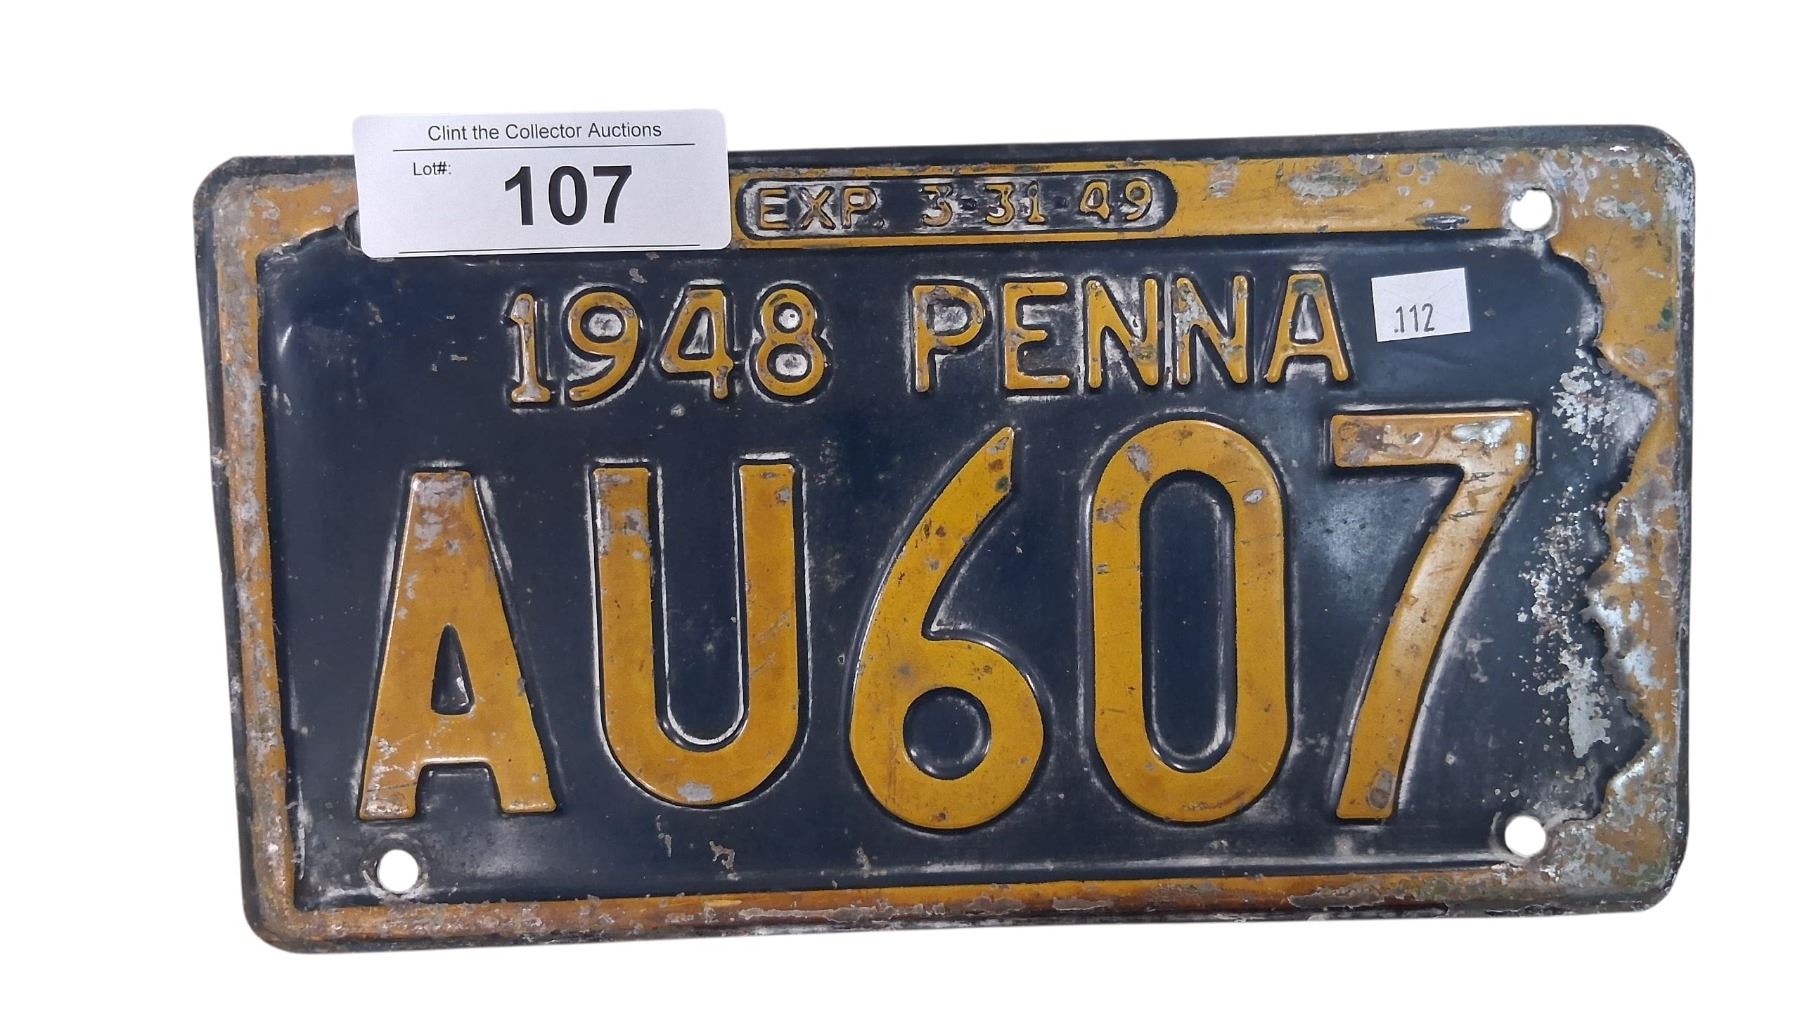 Clint the Collector Auctions
Lot#: 107
EXP. 3-31-49
1948 PENNA
.112
AU607